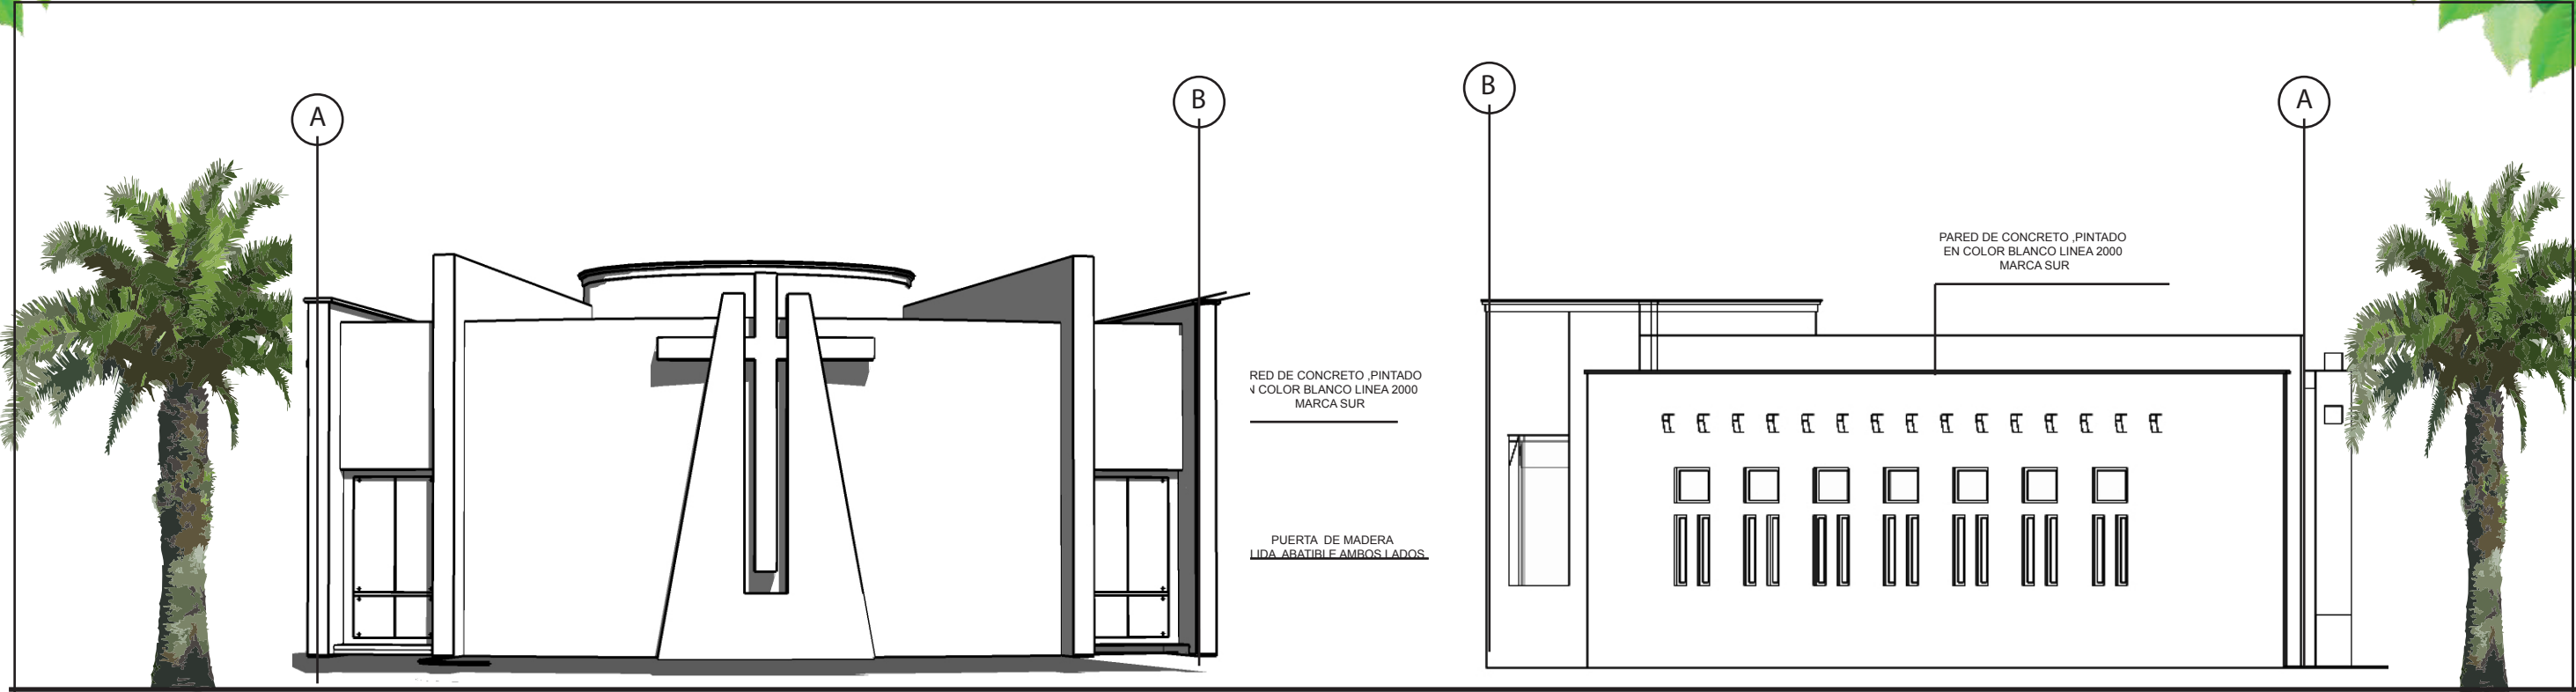 A
B
B
A
PARED DE CONCRETO ,PINTADO
EN COLOR BLANCO LINEA 2000
MARCA SUR
RED DE CONCRETO ,PINTADO
COLOR BLANCO LINEA 2000
MARCA SUR
PUERTA DE MADERA
LIDA ABATIBLE AMBOS LADOS